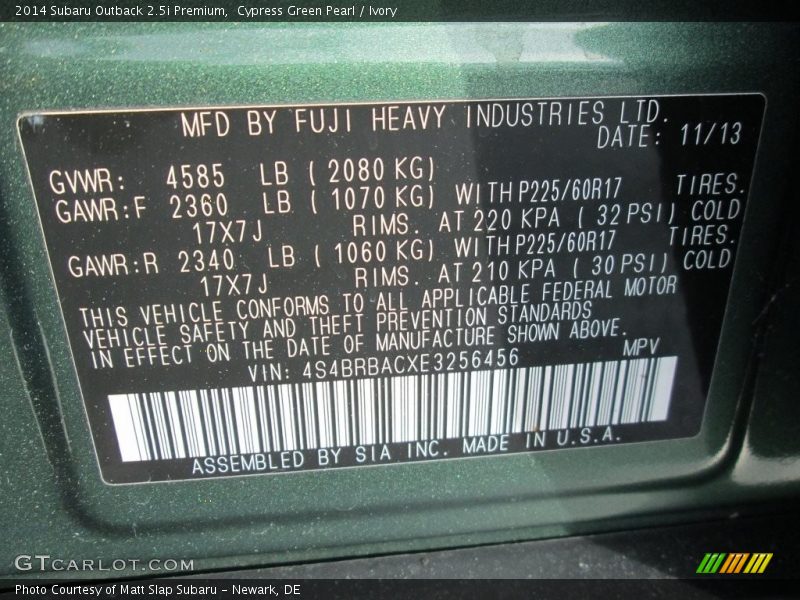 2014 Subaru Outback 2.5i Premium,  Cypress Green Pearl / Ivory
MFD BY FUJI HEAVY INDUSTRIES LTD.
DATE: 11/13
GVWR: 4585 LB ( 2080 KG)
GAWR:F 2360 LB ( 1070 KG) WITH P225/60R17 TIRES.
17X7J RIMS. AT 220 KPA ( 32 PSI) COLD
GAWR:R 2340 LB ( 1060 KG) WITH P225/60R17 TIRES.
17X7J RIMS. AT 210 KPA ( 30 PSI) COLD
THIS VEHICLE CONFORMS TO ALL APPLICABLE FEDERAL MOTOR
VEHICLE SAFETY AND THEFT PREVENTION STANDARDS
IN EFFECT ON THE DATE OF MANUFACTURE SHOWN ABOVE.
VIN: 4S4BRBACXE3256456 MPV
ASSEMBLED BY SIA INC. MADE IN U.S.A.
GTCARLOT.COM
Photo Courtesy of Matt Slap Subaru - Newark, DE